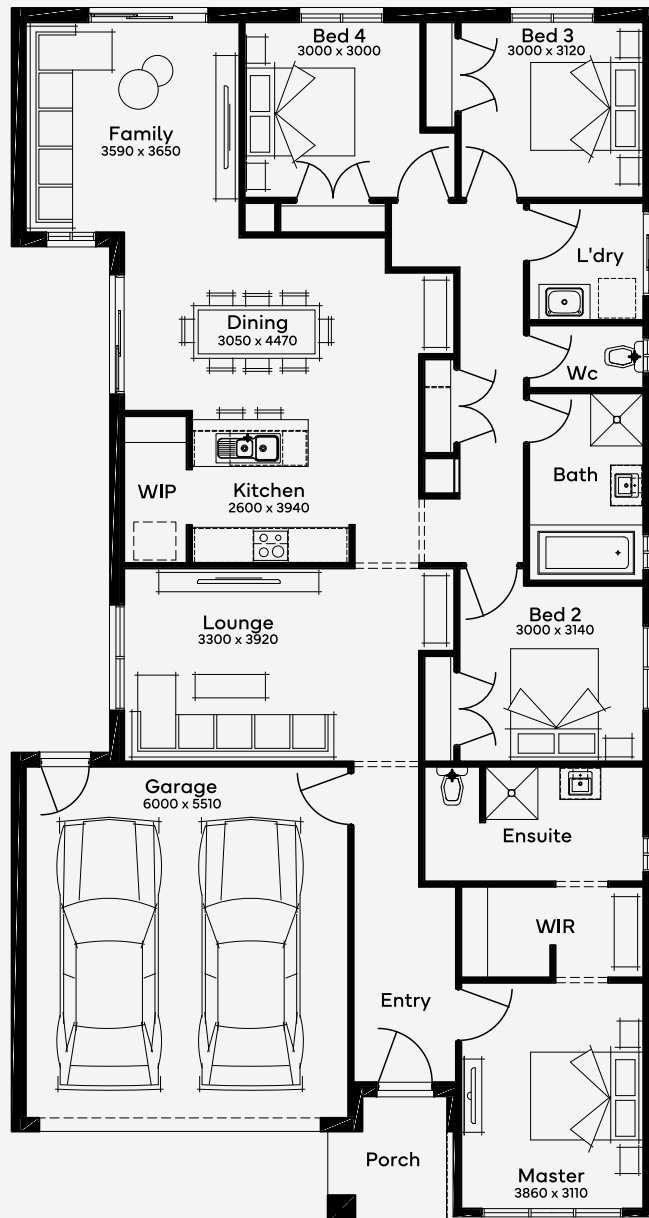 Bed 4
3000 x 3000
Bed 3
3000 x 3120
Family
3590 x 3650
L'dry
Dining
3050 x 4470
Wc
Bath
WIP
Kitchen
2600 x 3940
Lounge
3300 x 3920
Bed 2
3000 x 3140
Garage
6000 x 5510
Ensuite
WIR
Entry
Porch
Master
3860 x 3110